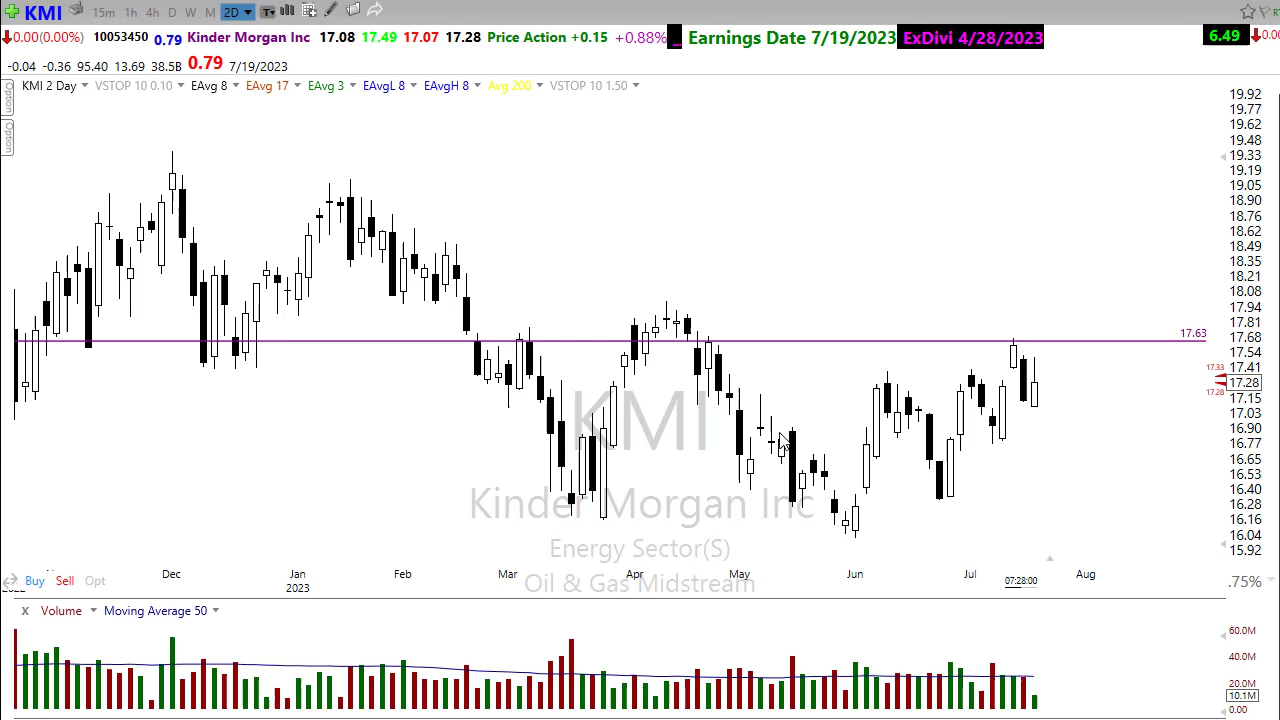 KMI 15m 1h 4h D W M 2D
0.00(0.00%) 10053450 0.79 Kinder Morgan Inc 17.08 17.49 17.07 17.28 Price Action +0.15 +0.88% Earnings Date 7/19/2023 ExDivi 4/28/2023 6.49
-0.04 -0.36 95.40 13.69 38.5B 0.79 7/19/2023
KMI 2 Day VSTOP 10 0.10 EAvg 8 EAvg 17 EAvg 3 EAvgL 8 EAvgH 8 Avg 200 VSTOP 10 1.50
Option
Option
19.92
19.77
19.62
19.48
19.33
19.19
19.05
18.90
18.76
18.62
18.49
18.35
18.21
18.08
17.94
17.81
17.63
17.68
17.54
17.33
17.41
17.28
17.28
17.15
17.03
16.90
16.77
16.65
16.53
16.40
16.28
16.16
16.04
15.92
KMI
Kinder Morgan Inc
Energy Sector(S)
Oil & Gas Midstream
Buy Sell Opt
Dec Jan Feb Mar Apr May Jun Jul Aug
2023
07:28:00
.75%
X Volume Moving Average 50
60.0M
40.0M
20.0M
10.1M
0.00